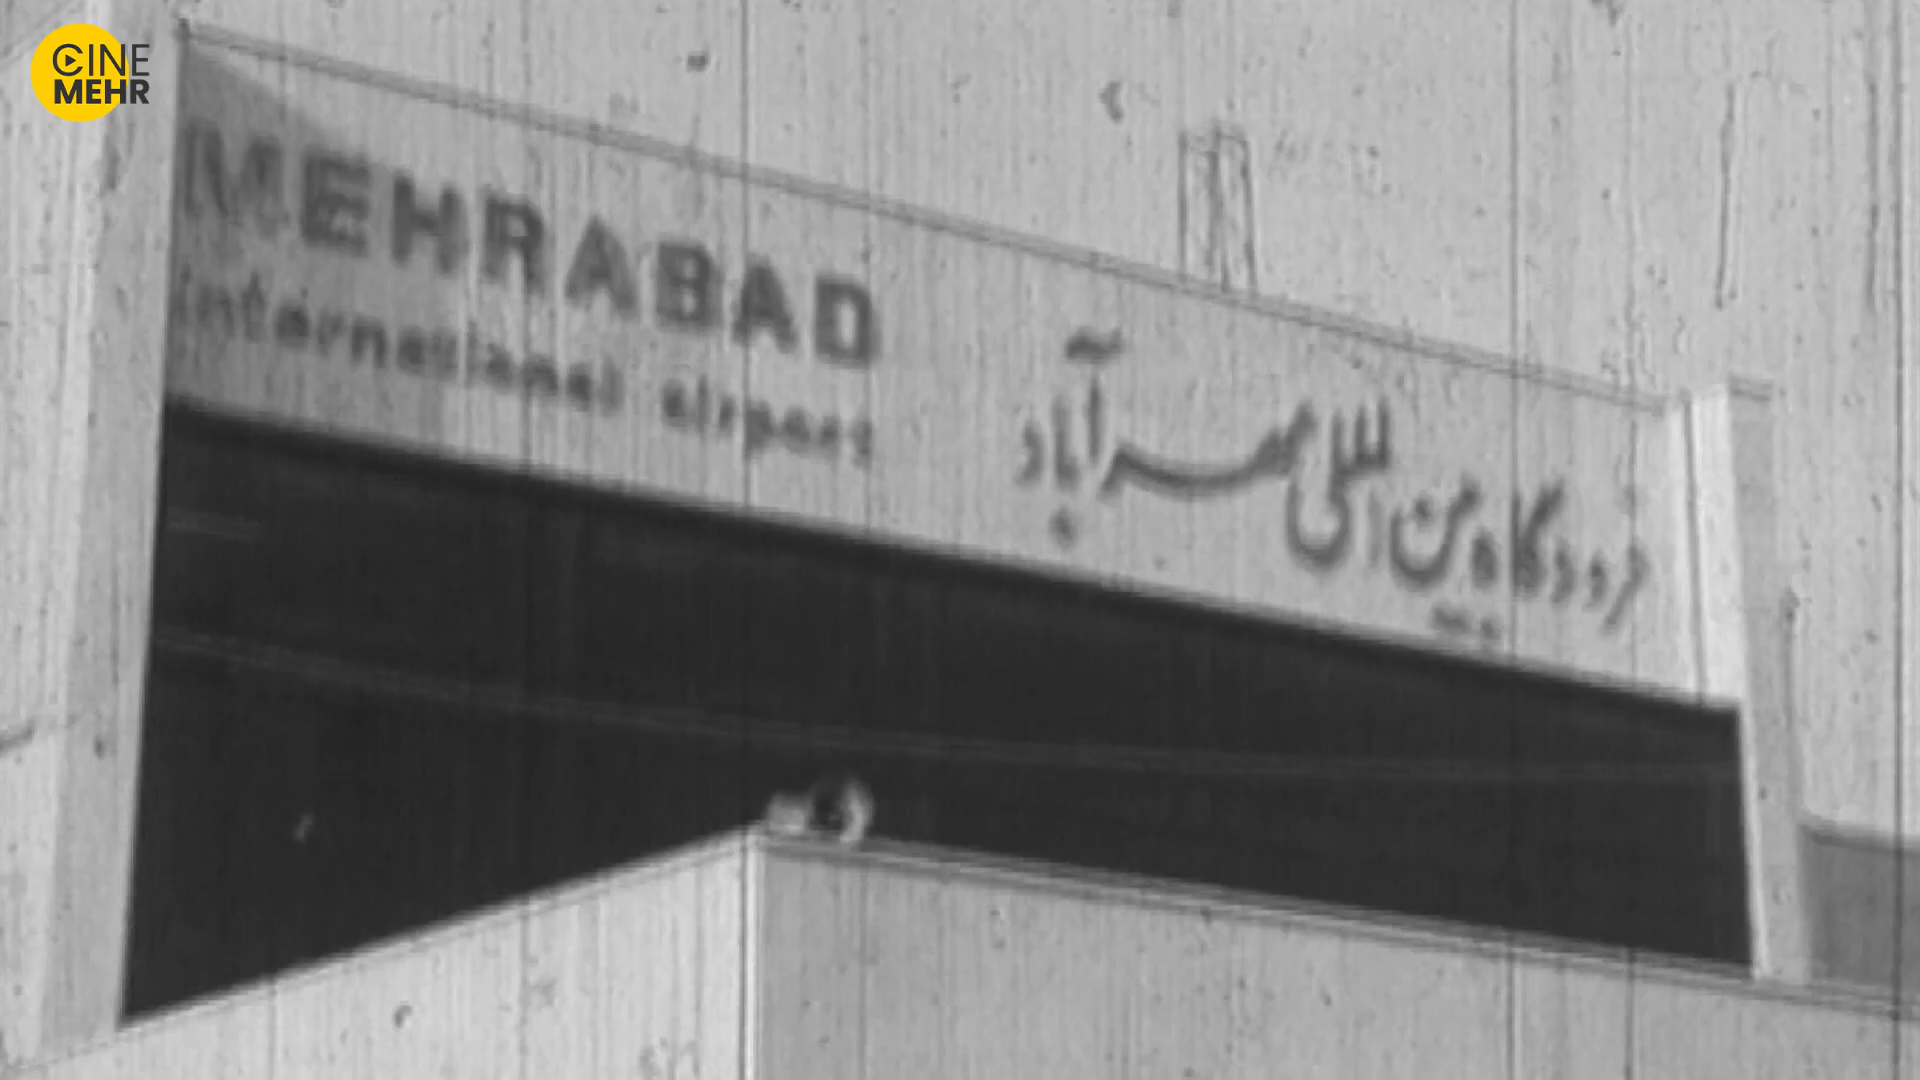 CINE
MEHR
MEHRABAD
international airport
فرودگاه بین المللی مهرآباد